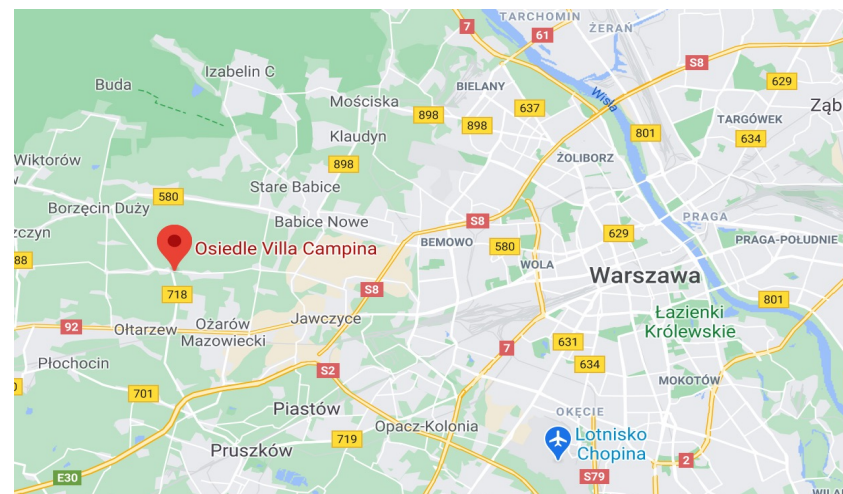 TARCHOMIN
ŻERAŃ
7
61
S8
Izabelin C
Buda
BIELANY
629
Mościska
637
Wisła
898
898
TARGÓWEK
Ząb
Klaudyn
801
634
898
ŻOLIBORZ
Wiktorów
Stare Babice
580
Borzęcin Duży
Babice Nowe
S8
PRAGA
629
BEMOWO
580
PRAGA-POŁUDNIE
Osiedle Villa Campina
88
WOLA
Warszawa
S8
718
801
Łazienki
Królewskie
92
Ołtarzew
Ożarów
Mazowiecki
Jawczyce
631
7
634
Płochocin
S2
MOKOTÓW
701
Piastów
OKĘCIE
Opacz-Kolonia
719
Lotnisko
Chopina
Pruszków
2
E30
S79